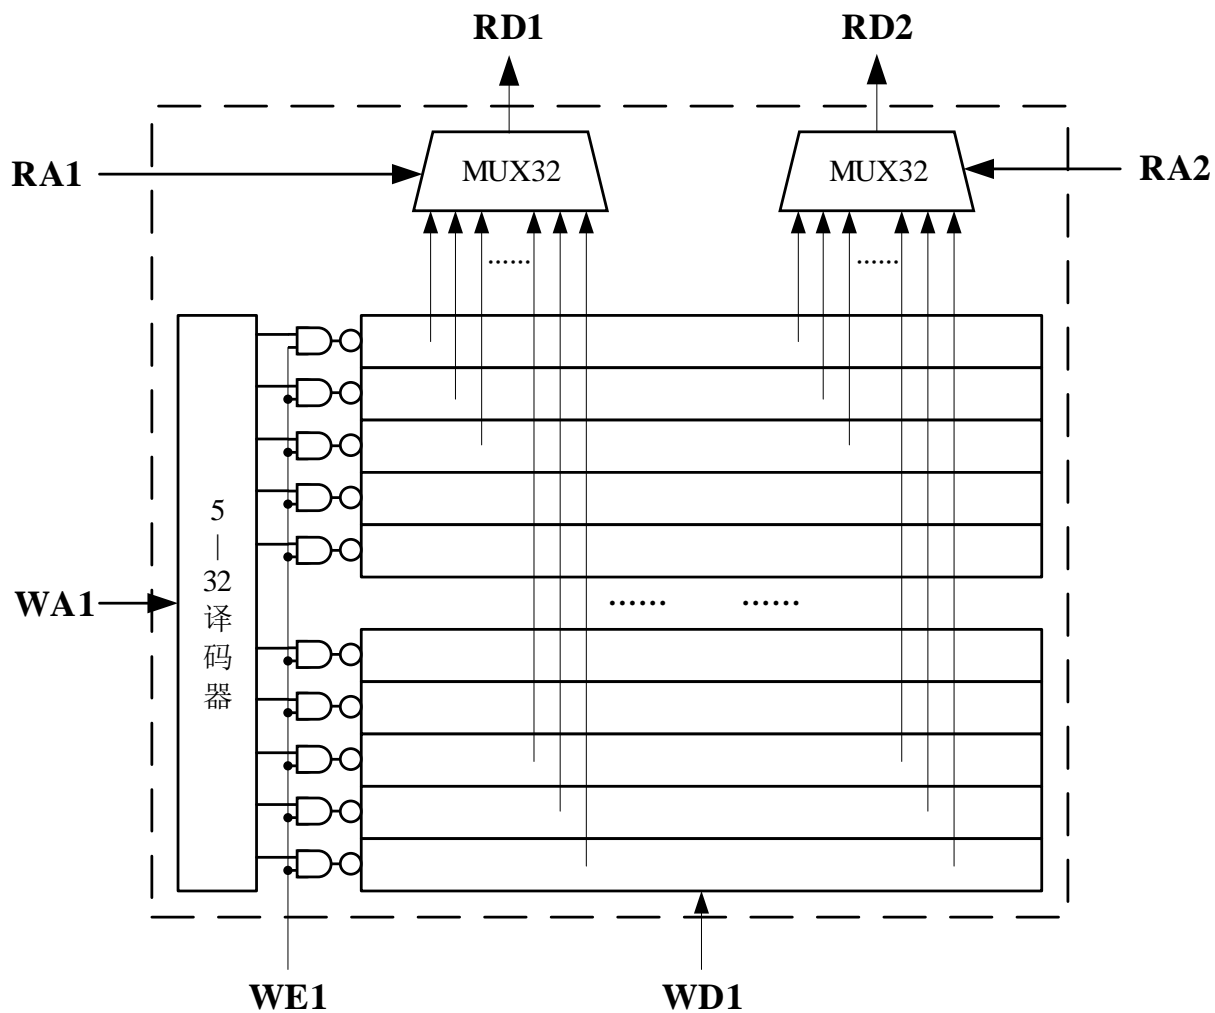 RD1
RD2
RA1
MUX32
MUX32
RA2
......
......
5
—
32
译
码
器
WA1
......
......
WE1
WD1